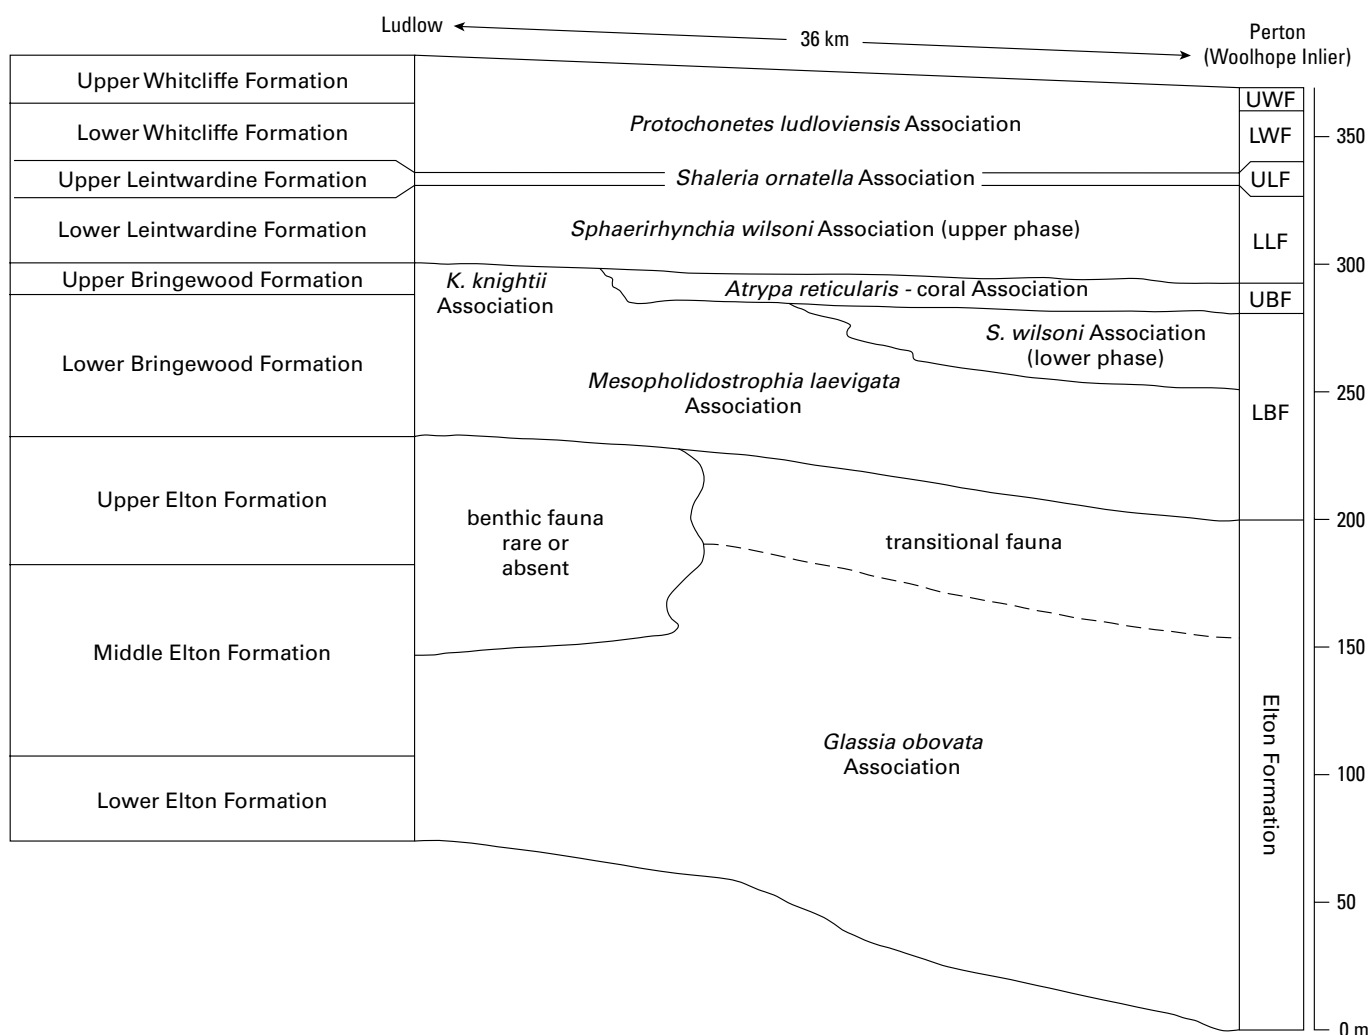 Ludlow
36 km
Perton
(Woolhope Inlier)
Upper Whitcliffe Formation
Lower Whitcliffe Formation
Upper Leintwardine Formation
Lower Leintwardine Formation
Upper Bringewood Formation
Lower Bringewood Formation
Upper Elton Formation
Middle Elton Formation
Lower Elton Formation
Protochonetes ludloviensis Association
Shaleria ornatella Association
Sphaerirhynchia wilsoni Association (upper phase)
K. knightii
Association
Atrypa reticularis - coral Association
S. wilsoni Association
(lower phase)
Mesopholidostrophia laevigata
Association
benthic fauna
rare or
absent
transitional fauna
Glassia obovata
Association
UWF
LWF
ULF
LLF
UBF
LBF
Elton Formation
350
300
250
200
150
100
50
0 m